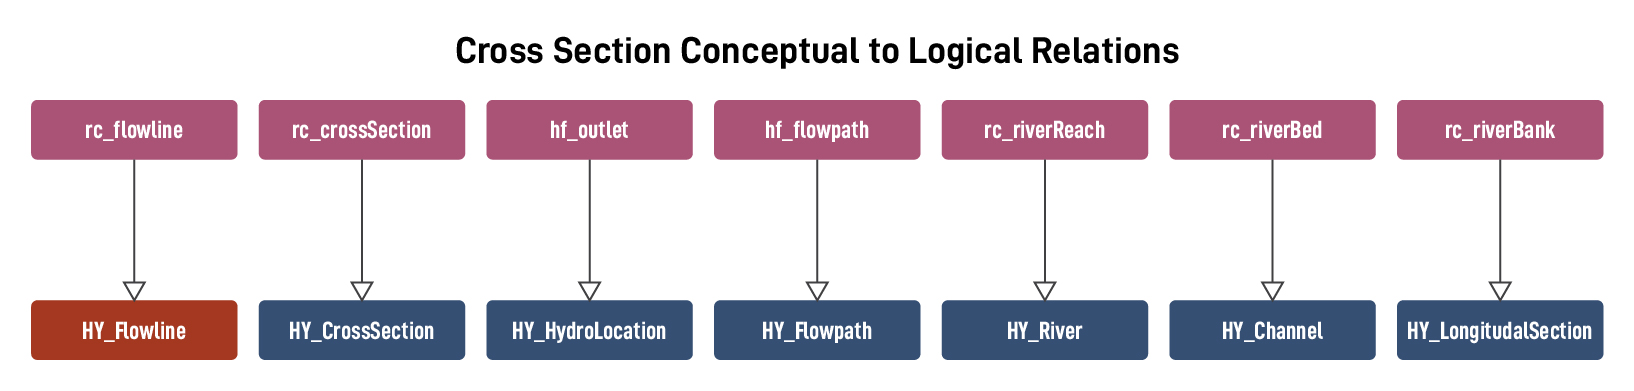 Cross Section Conceptual to Logical Relations
rc_flowline
rc_crossSection
hf_outlet
hf_flowpath
rc_riverReach
rc_riverBed
rc_riverBank
HY_Flowline
HY_CrossSection
HY_HydroLocation
HY_Flowpath
HY_River
HY_Channel
HY_LongitudalSection